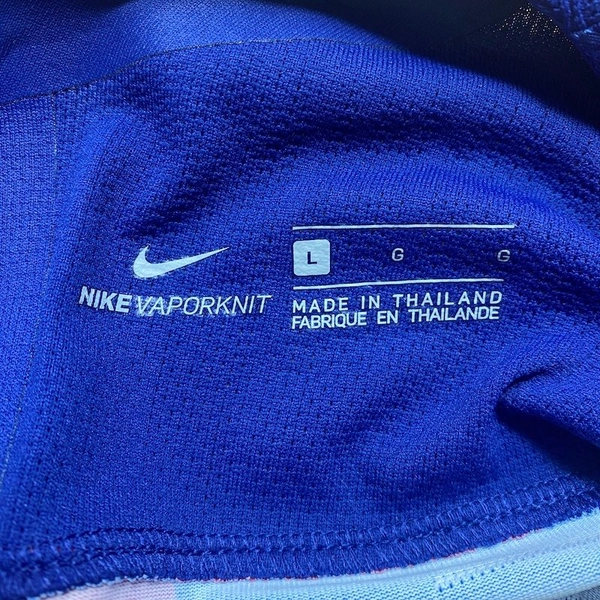 NIKE VAPORKNIT
L G G
MADE IN THAILAND
FABRIQUE EN THAILANDE